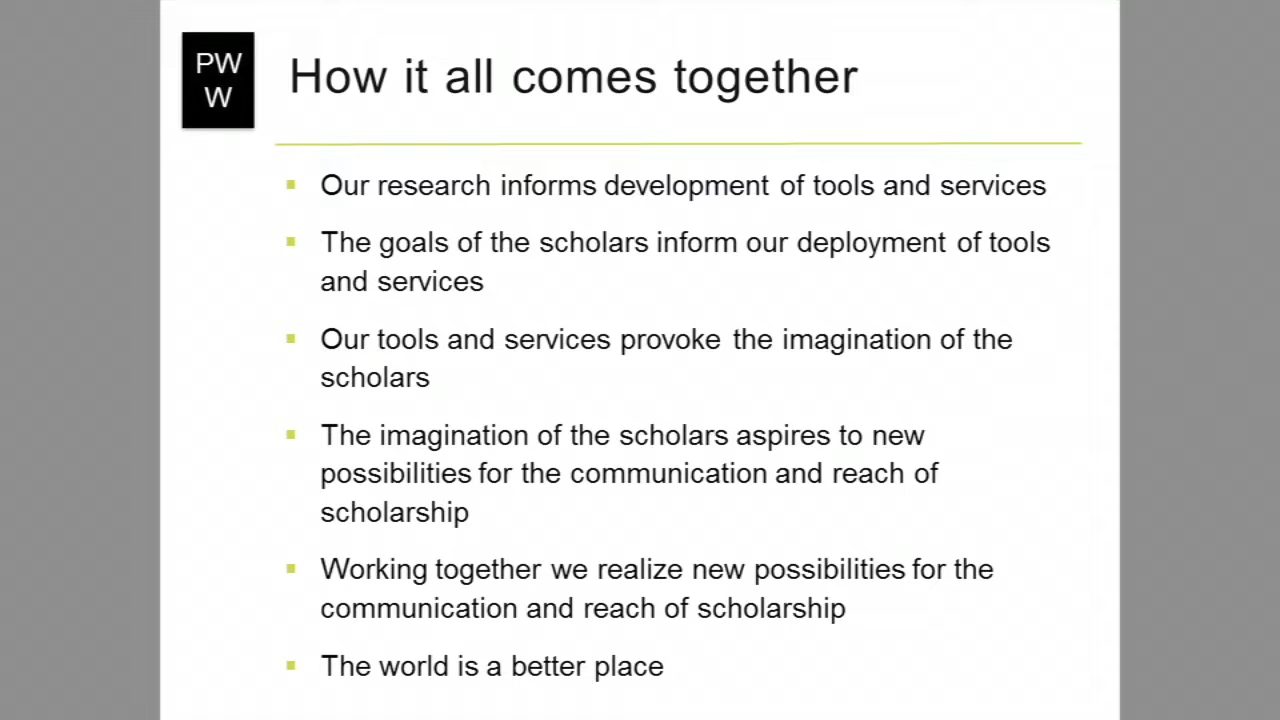 PW
W
How it all comes together
Our research informs development of tools and services
The goals of the scholars inform our deployment of tools
and services
Our tools and services provoke the imagination of the
scholars
The imagination of the scholars aspires to new
possibilities for the communication and reach of
scholarship
Working together we realize new possibilities for the
communication and reach of scholarship
The world is a better place